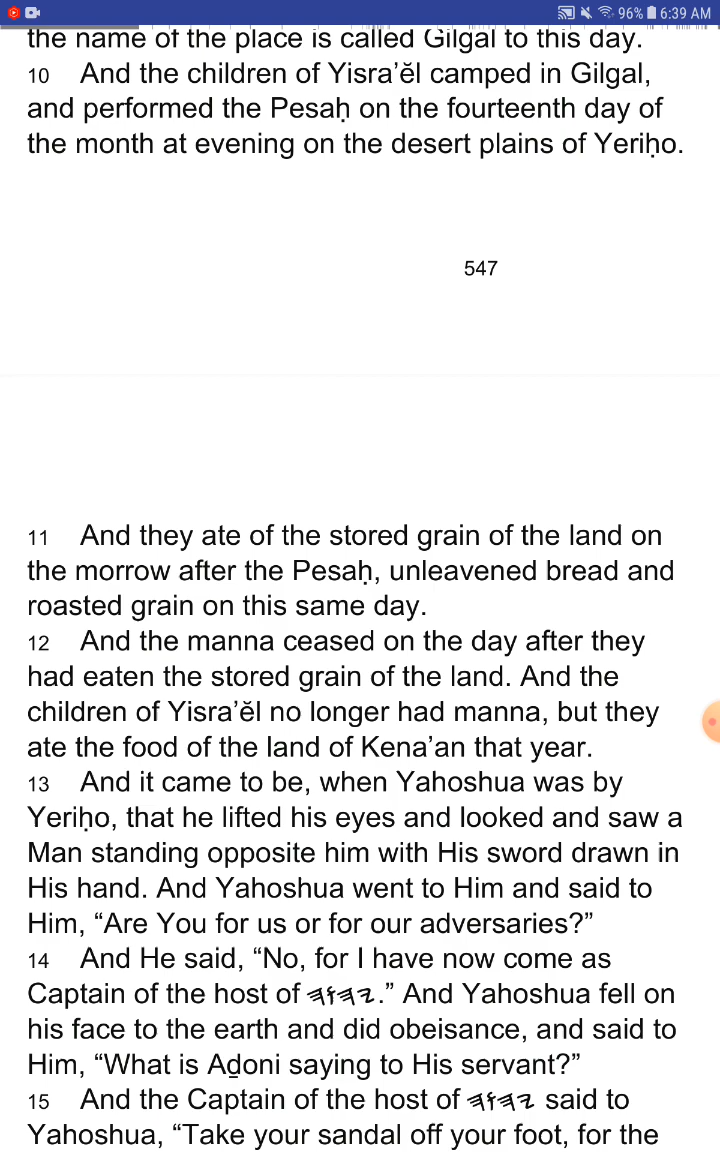 96% 6:39 AM
the name of the place is called Gilgal to this day.
10 And the children of Yisra’ĕl camped in Gilgal,
and performed the Pesaḥ on the fourteenth day of
the month at evening on the desert plains of Yeriḥo.
547
11 And they ate of the stored grain of the land on
the morrow after the Pesaḥ, unleavened bread and
roasted grain on this same day.
12 And the manna ceased on the day after they
had eaten the stored grain of the land. And the
children of Yisra’ĕl no longer had manna, but they
ate the food of the land of Kena’an that year.
13 And it came to be, when Yahoshua was by
Yeriḥo, that he lifted his eyes and looked and saw a
Man standing opposite him with His sword drawn in
His hand. And Yahoshua went to Him and said to
Him, “Are You for us or for our adversaries?”
14 And He said, “No, for I have now come as
Captain of the host of 𐤉𐤄𐤅𐤄.” And Yahoshua fell on
his face to the earth and did obeisance, and said to
Him, “What is Aḏoni saying to His servant?”
15 And the Captain of the host of 𐤉𐤄𐤅𐤄 said to
Yahoshua, “Take your sandal off your foot, for the